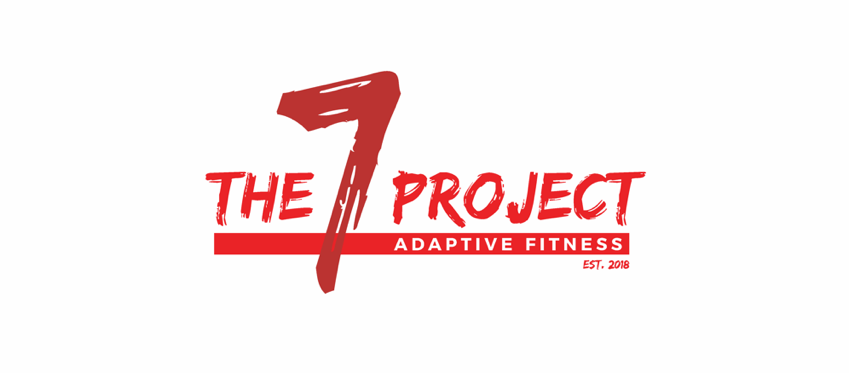 THE 7 PROJECT
ADAPTIVE FITNESS
EST. 2018